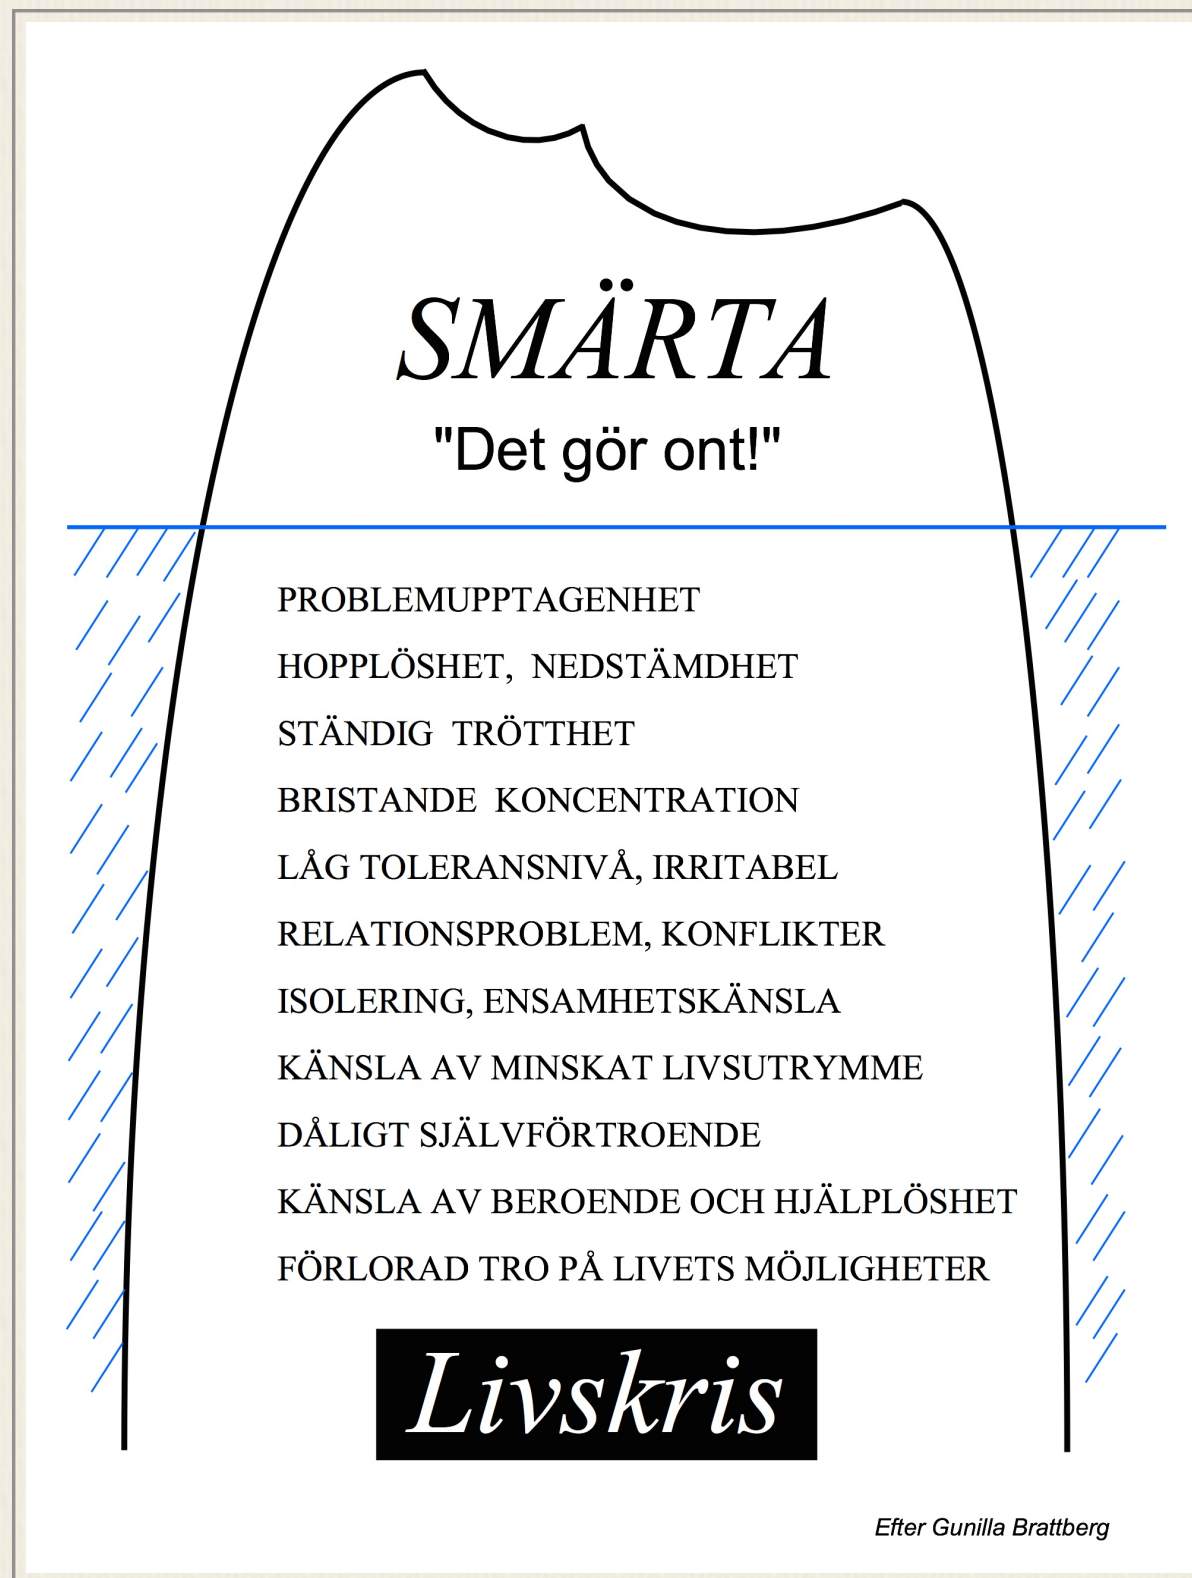 SMÄRTA
"Det gör ont!"
PROBLEMUPPTAGENHET
HOPPLÖSHET, NEDSTÄMDHET
STÄNDIG TRÖTTHET
BRISTANDE KONCENTRATION
LÅG TOLERANSNIVÅ, IRRITABEL
RELATIONSPROBLEM, KONFLIKTER
ISOLERING, ENSAMHETSKÄNSLA
KÄNSLA AV MINSKAT LIVSUTRYMME
DÅLIGT SJÄLVFÖRTROENDE
KÄNSLA AV BEROENDE OCH HJÄLPLÖSHET
FÖRLORAD TRO PÅ LIVETS MÖJLIGHETER
Livskris
Efter Gunilla Brattberg